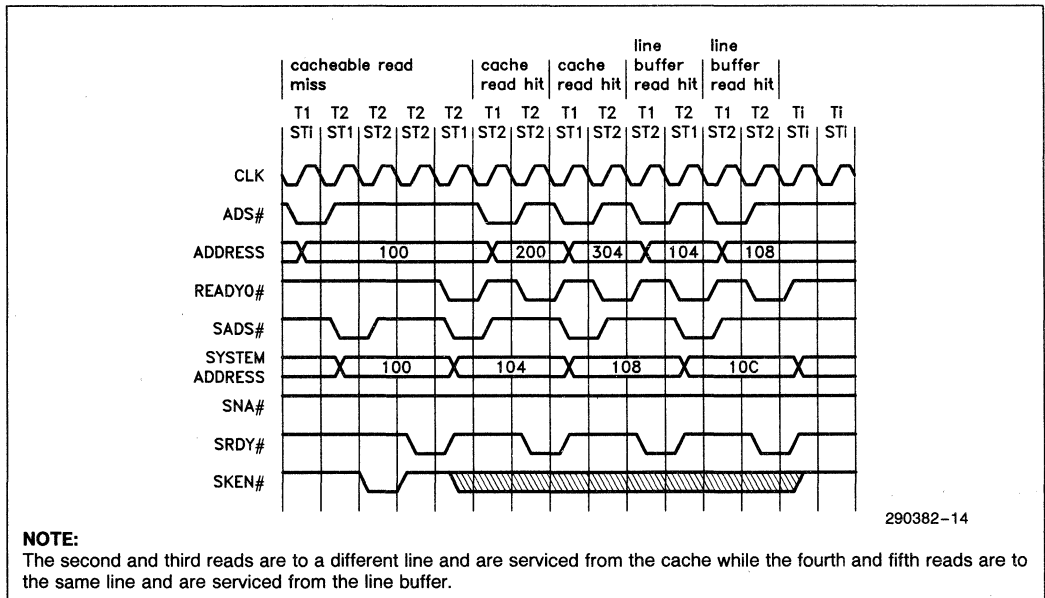 line line
cacheable read cache cache buffer buffer
miss read hit read hit read hit read hit
T1 T2 T2 T2 T2 T1 T2 T1 T2 T1 T2 T1 T2 Ti Ti
STi ST1 ST2 ST2 ST1 ST2 ST2 ST1 ST2 ST2 ST1 ST2 ST2 STi STi
CLK
ADS#
ADDRESS 100 200 304 104 108
READYO#
SADS#
SYSTEM
ADDRESS 100 104 108 10C
SNA#
SRDY#
SKEN#
290382-14
NOTE:
The second and third reads are to a different line and are serviced from the cache while the fourth and fifth reads are to
the same line and are serviced from the line buffer.